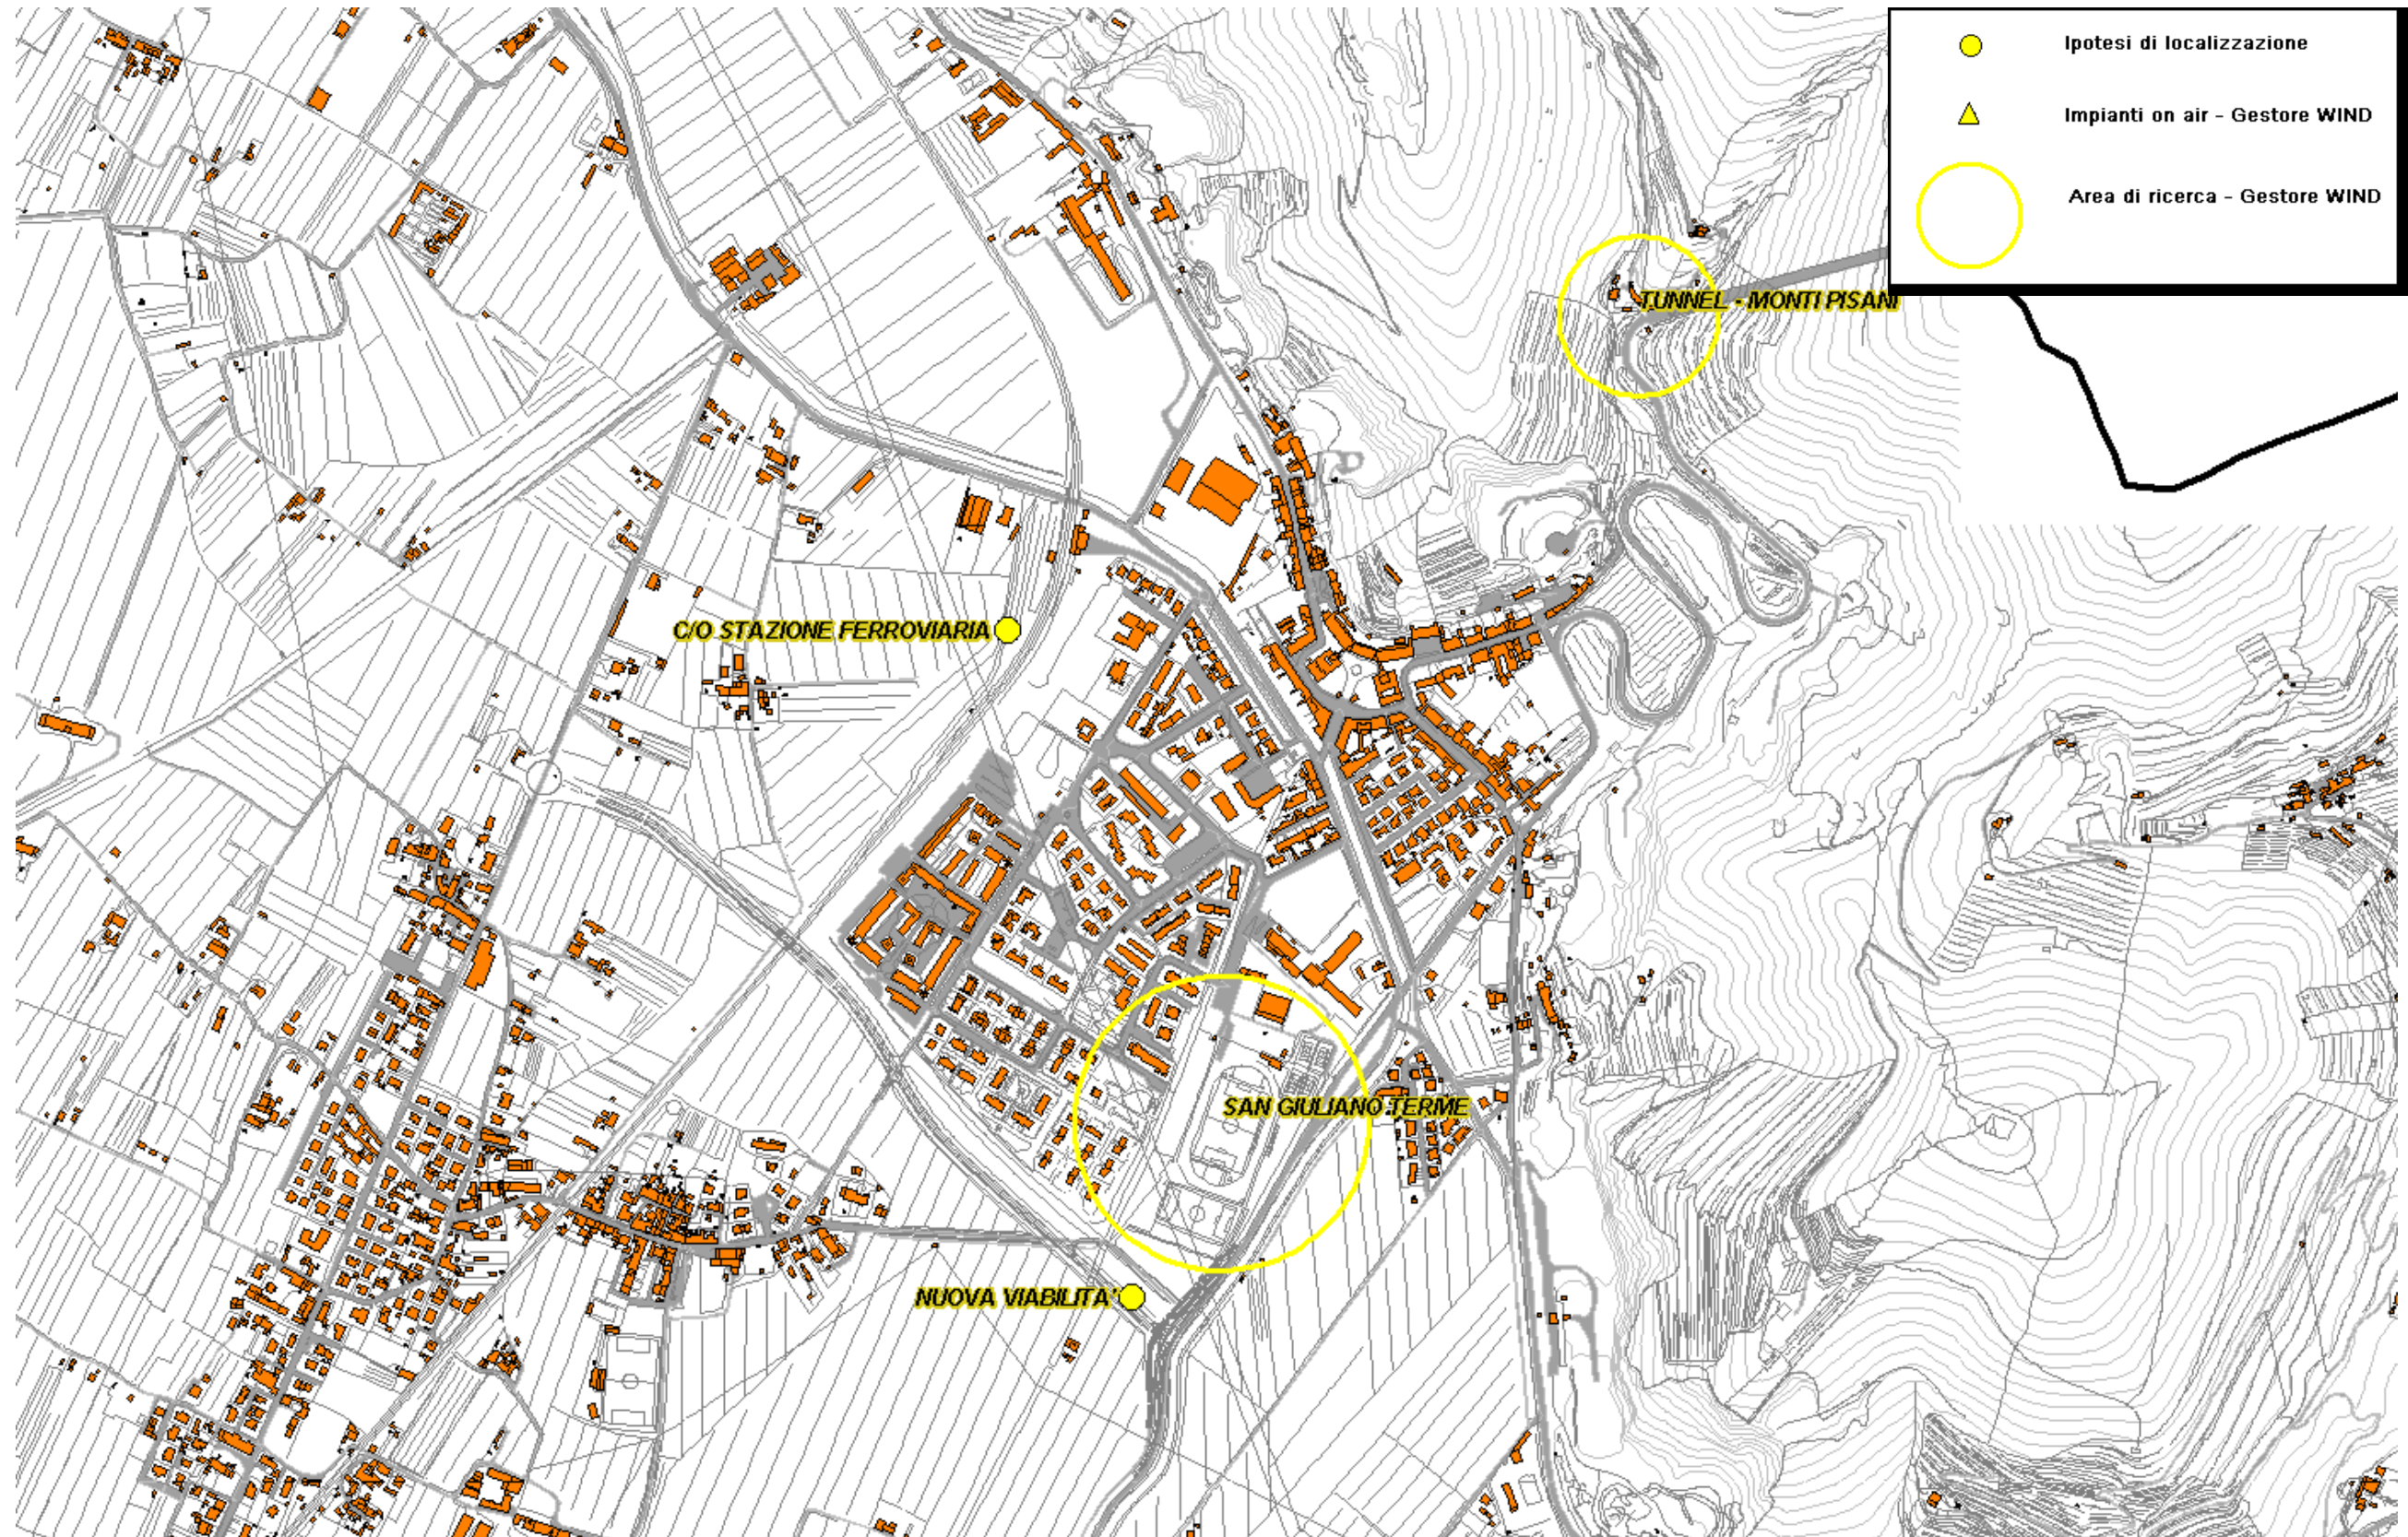 Ipotesi di localizzazione
Impianti on air - Gestore WIND
Area di ricerca - Gestore WIND
TUNNEL - MONTI PISANI
C/O STAZIONE FERROVIARIA
SAN GIULIANO TERME
NUOVA VIABILITA'